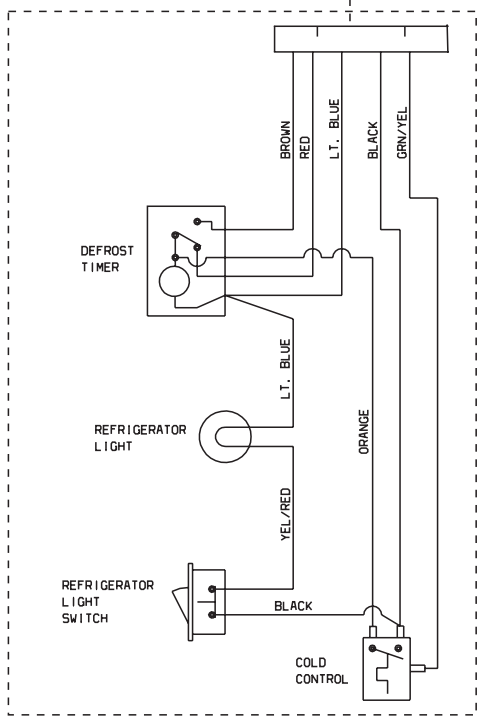 BROWN
RED
LT. BLUE
BLACK
GRN/YEL
DEFROST
TIMER
LT. BLUE
REFRIGERATOR
LIGHT
ORANGE
YEL/RED
REFRIGERATOR
LIGHT
SWITCH
BLACK
COLD
CONTROL